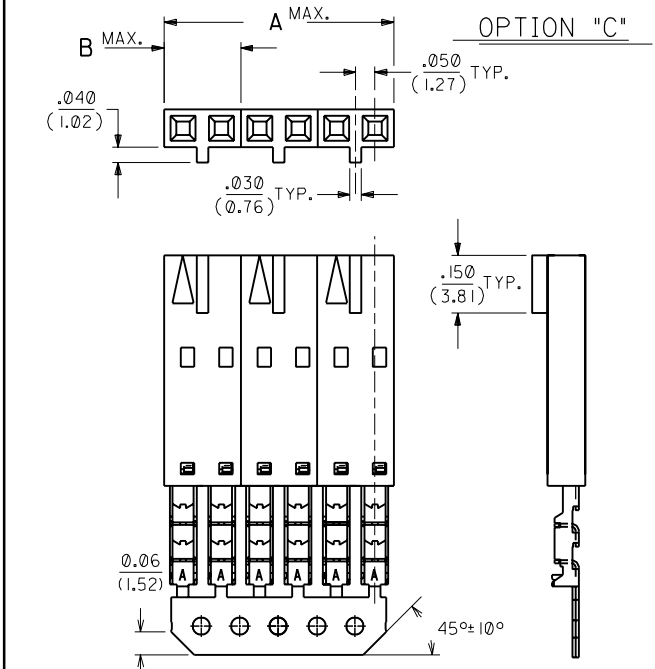 A MAX.
OPTION "C"
B MAX.
.050
(1.27) TYP.
.040
(1.02)
.030
(0.76) TYP.
.150
(3.81) TYP.
0.06
(1.52)
A A A A A A
45°±10°